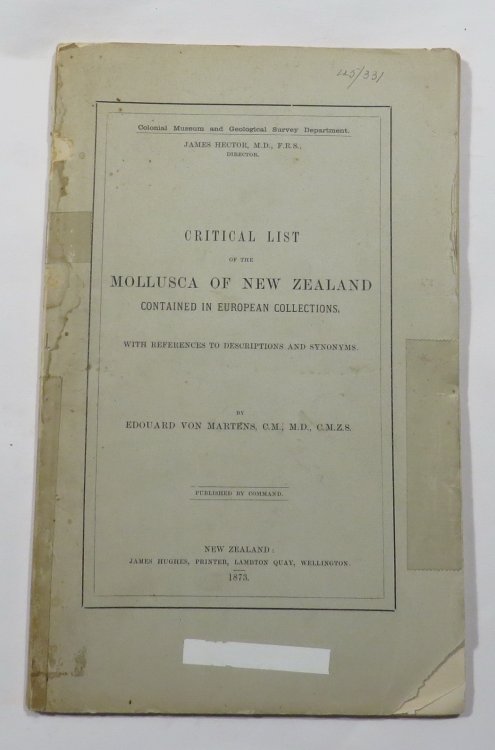 45/331
Colonial Museum and Geological Survey Department.
JAMES HECTOR, M.D., F.R.S.,
DIRECTOR.
CRITICAL LIST
OF THE
MOLLUSCA OF NEW ZEALAND
CONTAINED IN EUROPEAN COLLECTIONS,
WITH REFERENCES TO DESCRIPTIONS AND SYNONYMS.
BY
EDOUARD VON MARTENS, C.M., M.D., C.M.Z.S.
PUBLISHED BY COMMAND.
NEW ZEALAND:
JAMES HUGHES, PRINTER, LAMBTON QUAY, WELLINGTON.
1873.